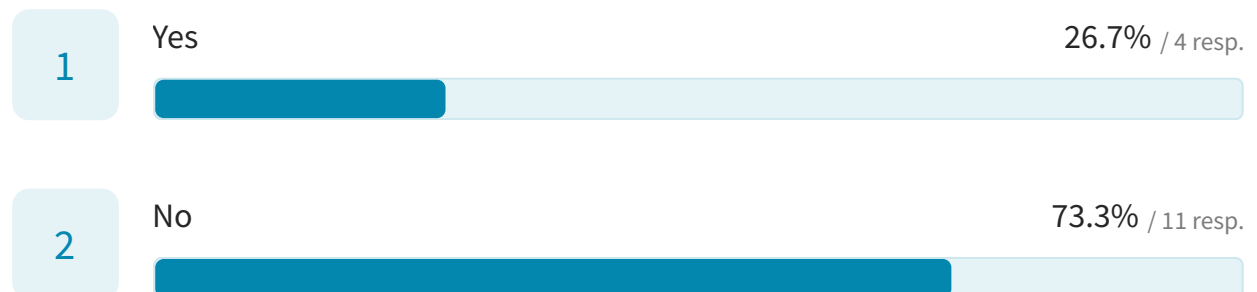 1
Yes
26.7% / 4 resp.
2
No
73.3% / 11 resp.